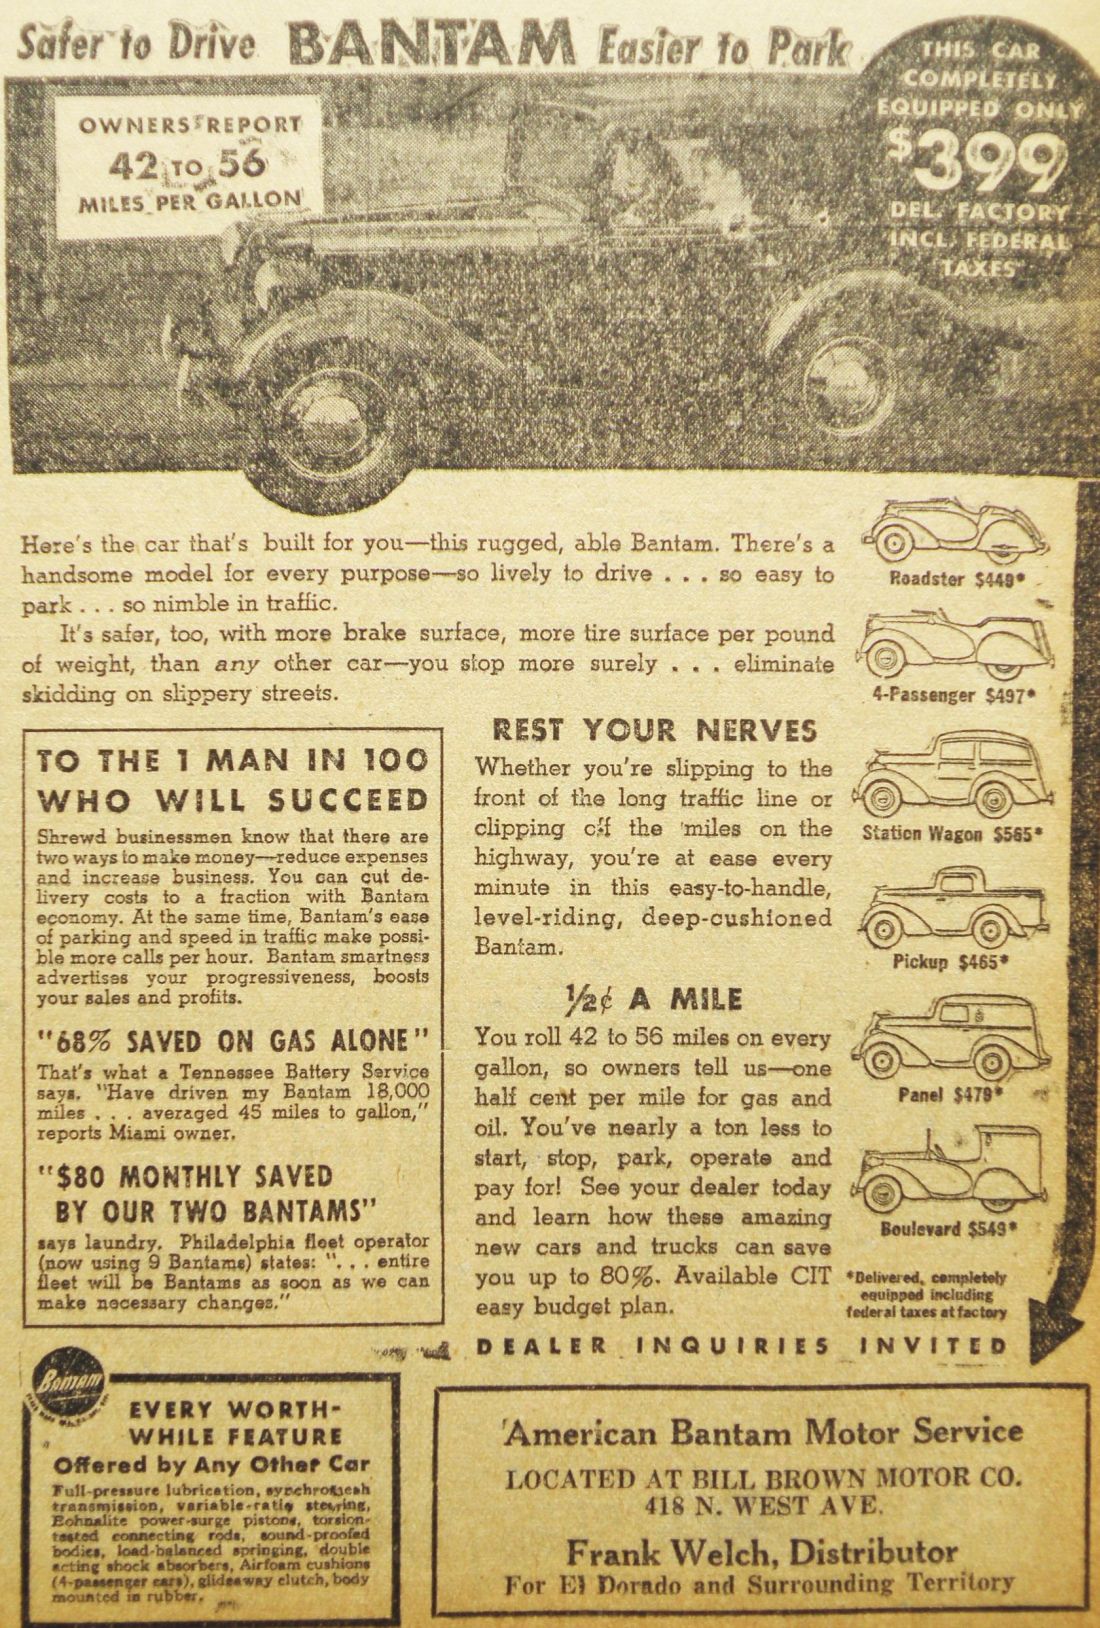 Safer to Drive BANTAM Easier to Park
THIS CAR
COMPLETELY
EQUIPPED ONLY
$399
DEL. FACTORY
INCL. FEDERAL
TAXES
OWNERS REPORT
42 TO 56
MILES PER GALLON
Here's the car that's built for you—this rugged, able Bantam. There's a
handsome model for every purpose—so lively to drive . . . so easy to
park . . . so nimble in traffic.
It's safer, too, with more brake surface, more tire surface per pound
of weight, than any other car—you stop more surely . . . eliminate
skidding on slippery streets.
Roadster $449*
4-Passenger $497*
Station Wagon $565*
Pickup $465*
Panel $479*
Boulevard $549*
*Delivered, completely
equipped including
federal taxes at factory
TO THE 1 MAN IN 100
WHO WILL SUCCEED
Shrewd businessmen know that there are
two ways to make money—reduce expenses
and increase business. You can cut de-
livery costs to a fraction with Bantam
economy. At the same time, Bantam's ease
of parking and speed in traffic make possi-
ble more calls per hour. Bantam smartness
advertises your progressiveness, boosts
your sales and profits.
"68% SAVED ON GAS ALONE"
That's what a Tennessee Battery Service
says. "Have driven my Bantam 18,000
miles . . . averaged 45 miles to gallon,"
reports Miami owner.
"$80 MONTHLY SAVED
BY OUR TWO BANTAMS"
says laundry. Philadelphia fleet operator
(now using 9 Bantams) states: ". . . entire
fleet will be Bantams as soon as we can
make necessary changes."
REST YOUR NERVES
Whether you're slipping to the
front of the long traffic line or
clipping off the miles on the
highway, you're at ease every
minute in this easy-to-handle,
level-riding, deep-cushioned
Bantam.
½¢ A MILE
You roll 42 to 56 miles on every
gallon, so owners tell us—one
half cent per mile for gas and
oil. You've nearly a ton less to
start, stop, park, operate and
pay for! See your dealer today
and learn how these amazing
new cars and trucks can save
you up to 80%. Available CIT
easy budget plan.
DEALER INQUIRIES INVITED
BANTAM
EVERY WORTH-
WHILE FEATURE
Offered by Any Other Car
Full-pressure lubrication, synchromesh
transmission, variable-ratio steering,
Bohnalite power-surge pistons, torsion-
tested connecting rods, sound-proofed
bodies, load-balanced springing, double
acting shock absorbers, Airfoam cushions
(4-passenger cars), glideaway clutch, body
mounted in rubber.
American Bantam Motor Service
LOCATED AT BILL BROWN MOTOR CO.
418 N. WEST AVE.
Frank Welch, Distributor
For El Dorado and Surrounding Territory